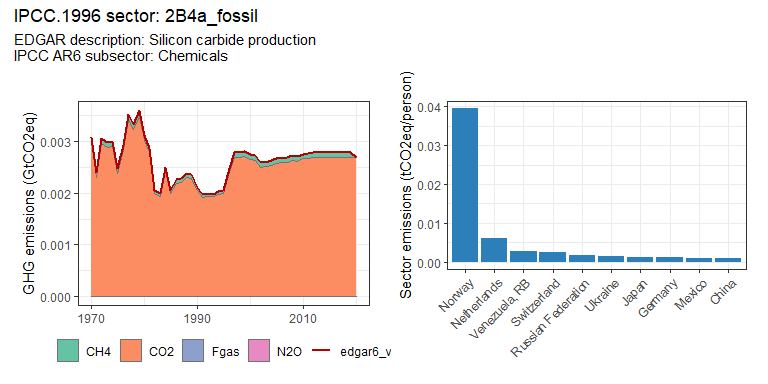 IPCC.1996 sector: 2B4a_fossil
EDGAR description: Silicon carbide production
IPCC AR6 subsector: Chemicals
GHG emissions (GtCO2eq)
0.003
0.002
0.001
0.000
1970
1990
2010
CH4
CO2
Fgas
N2O
edgar6_v
Sector emissions (tCO2eq/person)
0.04
0.03
0.02
0.01
0.00
Norway
Netherlands
Venezuela, RB
Switzerland
Russian Federation
Ukraine
Japan
Germany
Mexico
China